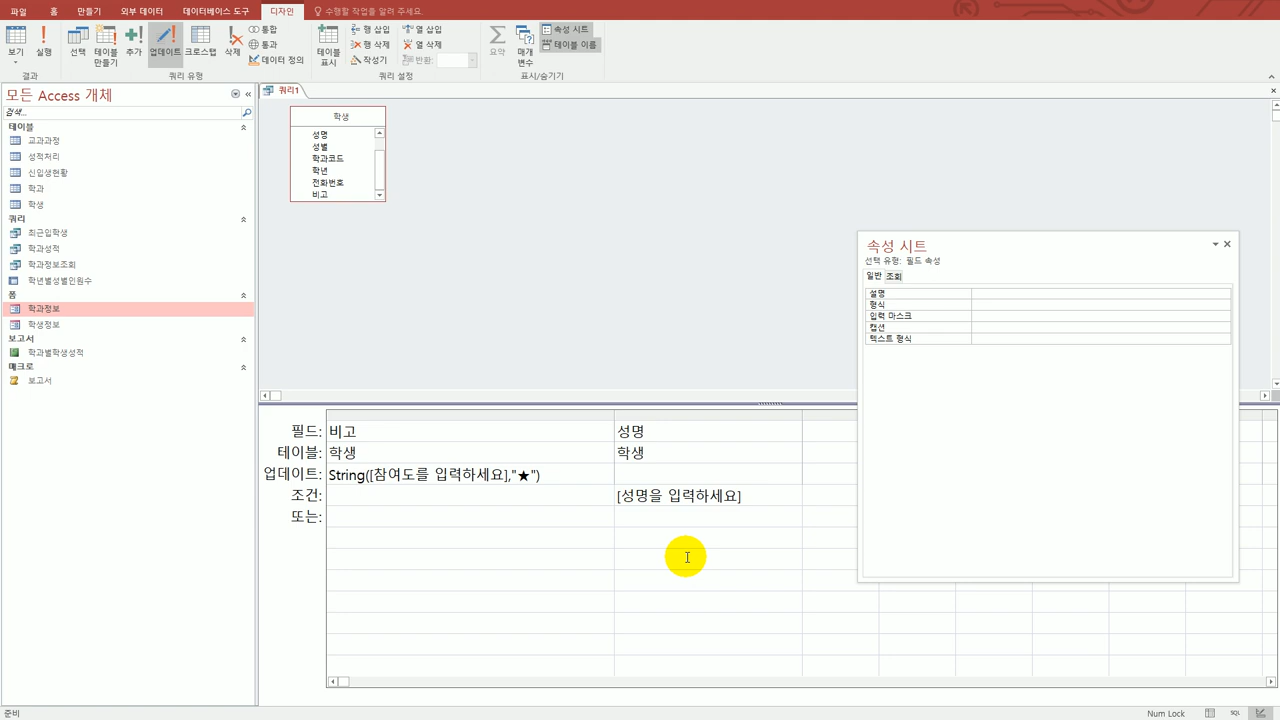 파일 홈 만들기 외부 데이터 데이터베이스 도구 디자인 수행할 작업을 알려 주세요.
보기 실행 선택 테이블 만들기 추가 업데이트 크로스탭 삭제 통합 통과 데이터 정의 테이블 표시 행 삽입 행 삭제 작성기 열 삽입 열 삭제 반환: 요약 매개 변수 속성 시트 테이블 이름
결과 쿼리 유형 쿼리 설정 표시/숨기기
모든 Access 개체
검색...
테이블
교과과정
성적처리
신입생현황
학과
학생
쿼리
최근입학생
학과성적
학과정보조회
학년별성별인원수
폼
학과정보
학생정보
보고서
학과별학생성적
매크로
보고서
쿼리1
학생
성명
성별
학과코드
학년
전화번호
비고
속성 시트
선택 유형: 필드 속성
일반 조회
설명
형식
입력 마스크
캡션
텍스트 형식
필드: 비고 성명
테이블: 학생 학생
업데이트: String([참여도를 입력하세요],"★")
조건: [성명을 입력하세요]
또는:
준비 Num Lock SQL